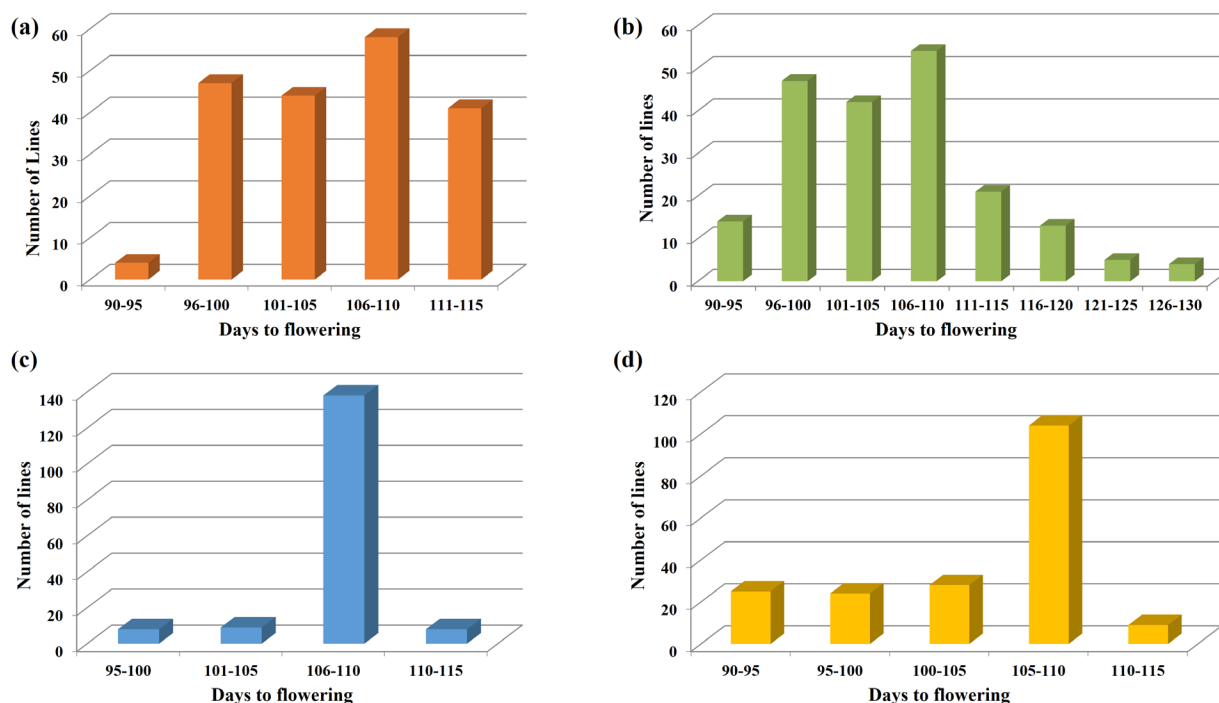 (a)
60
50
40
30
20
10
0
Number of Lines
90-95 96-100 101-105 106-110 111-115
Days to flowering
(b)
60
50
40
30
20
10
0
Number of lines
90-95 96-100 101-105 106-110 111-115 116-120 121-125 126-130
Days to flowering
(c)
140
120
100
80
60
40
20
0
Number of lines
95-100 101-105 106-110 110-115
Days to flowering
(d)
120
100
80
60
40
20
0
Number of lines
90-95 95-100 100-105 105-110 110-115
Days to flowering